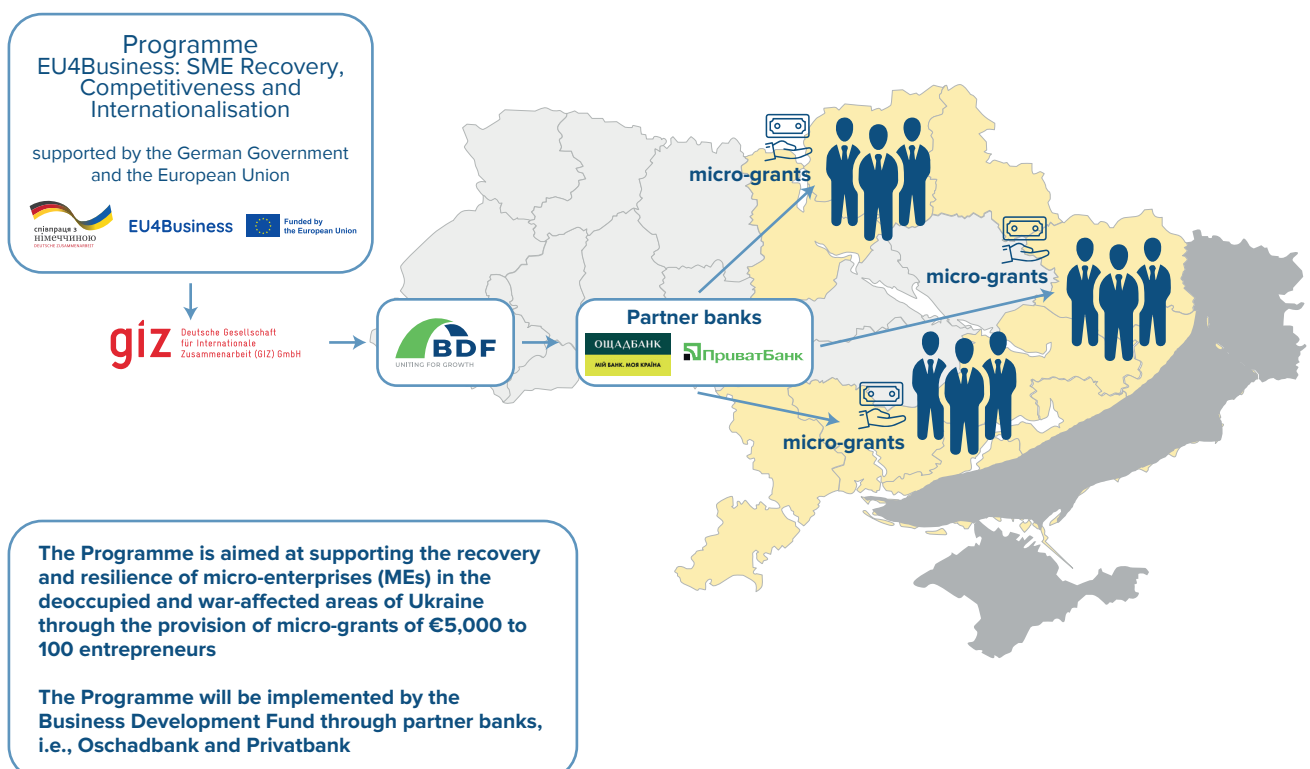 Programme
EU4Business: SME Recovery,
Competitiveness and
Internationalisation
supported by the German Government
and the European Union
співпраце з
німеччиною
DEUTSCHE ZUSAMMENARBEIT
EU4Business
Funded by
the European Union
giz
Deutsche Gesellschaft
für Internationale
Zusammenarbeit (GIZ) GmbH
BDF
UNITING FOR GROWTH
Partner banks
ОЩАДБАНК
МІЙ БАНК. МОЯ КРАЇНА
ПриватБанк
micro-grants
micro-grants
micro-grants
The Programme is aimed at supporting the recovery
and resilience of micro-enterprises (MEs) in the
deoccupied and war-affected areas of Ukraine
through the provision of micro-grants of €5,000 to
100 entrepreneurs
The Programme will be implemented by the
Business Development Fund through partner banks,
i.e., Oschadbank and Privatbank